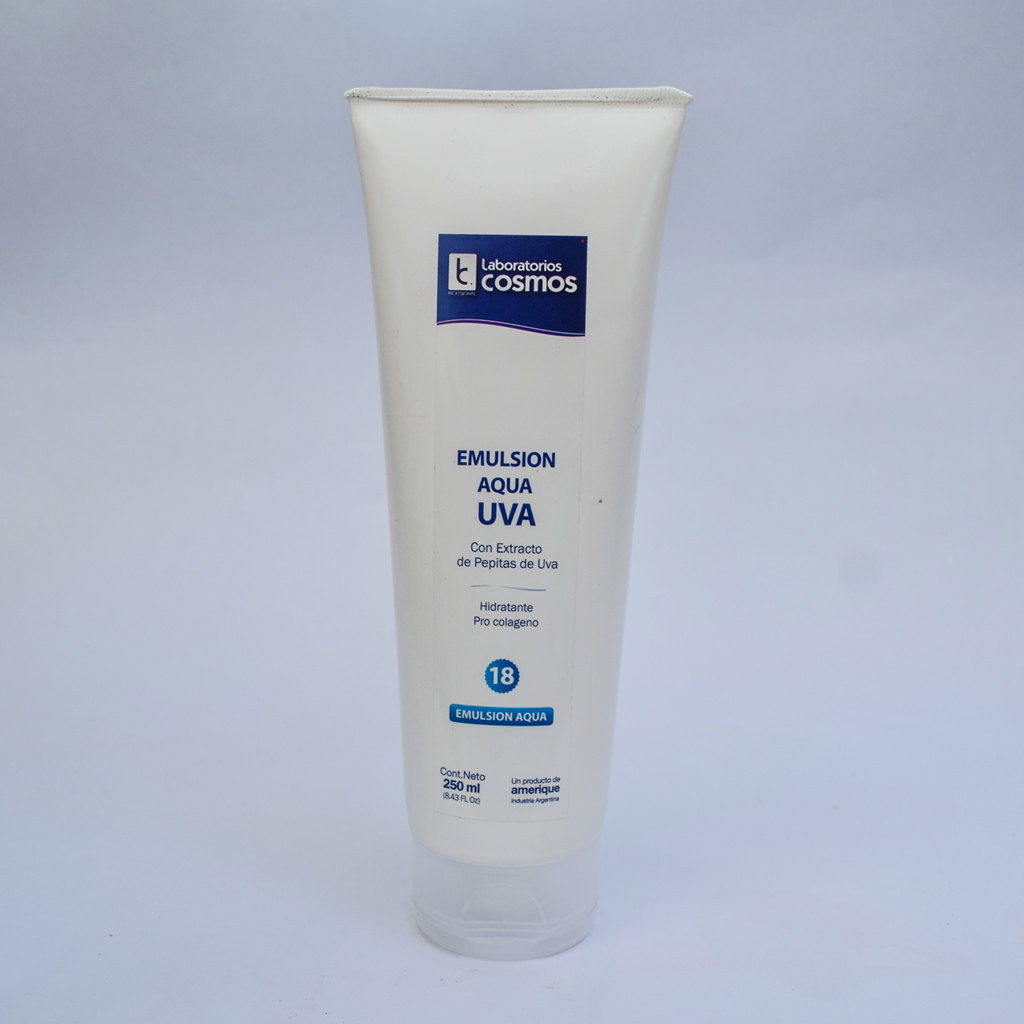 Laboratorios
cosmos
PROFESIONAL
EMULSION
AQUA
UVA
Con Extracto
de Pepitas de Uva
Hidratante
Pro colageno
18
EMULSION AQUA
Cont.Neto
250 ml
(8.43 FL Oz)
Un producto de
amerique
Industria Argentina